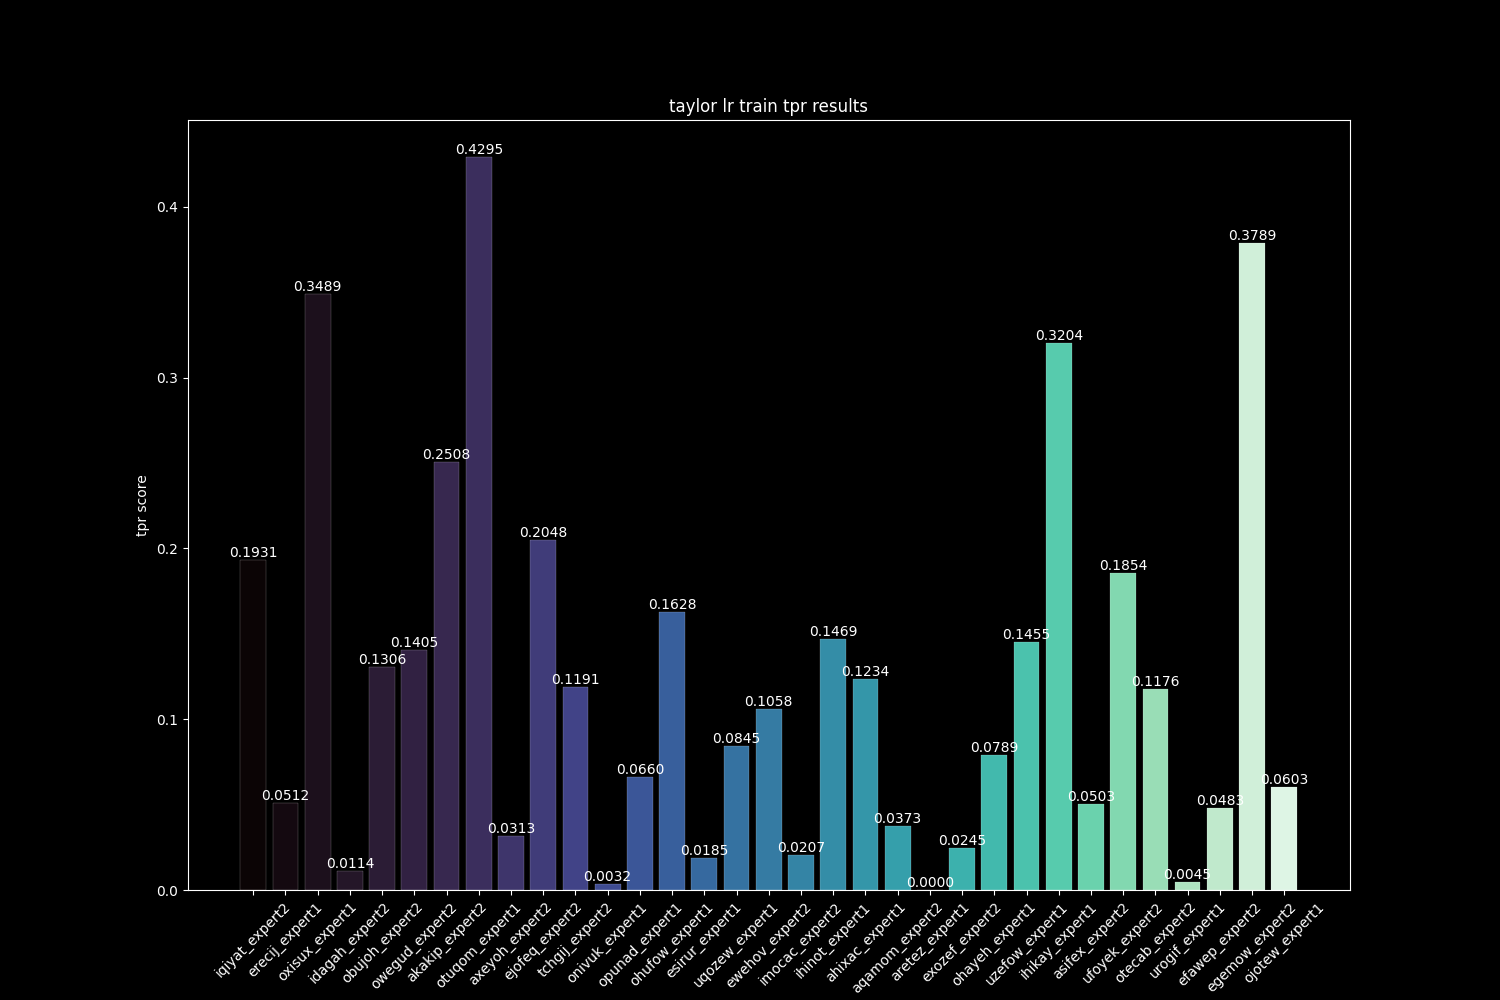 taylor lr train tpr results
tpr score
0.4
0.3
0.2
0.1
0.0
0.1931
0.0512
0.3489
0.0114
0.1306
0.1405
0.2508
0.4295
0.0313
0.2048
0.1191
0.0032
0.0660
0.1628
0.0185
0.0845
0.1058
0.0207
0.1469
0.1234
0.0373
0.0000
0.0245
0.0789
0.1455
0.3204
0.0503
0.1854
0.1176
0.0045
0.0483
0.3789
0.0603
iqjyat_expert2
erecij_expert1
oxisux_expert1
idagah_expert2
obujoh_expert2
owegud_expert2
akakip_expert2
otuqom_expert1
axeyoh_expert2
ejofeq_expert2
tchgjj_expert2
onivuk_expert1
opunad_expert1
ohufow_expert1
esirur_expert1
uqozew_expert1
ewehov_expert2
imocac_expert2
ihinot_expert1
ahixac_expert1
aqamom_expert2
aretez_expert1
exozef_expert2
ohayeh_expert1
uzefow_expert1
ihikay_expert1
asifex_expert2
ufoyek_expert2
otecab_expert2
urogif_expert1
efawep_expert2
egemow_expert2
ojotew_expert1